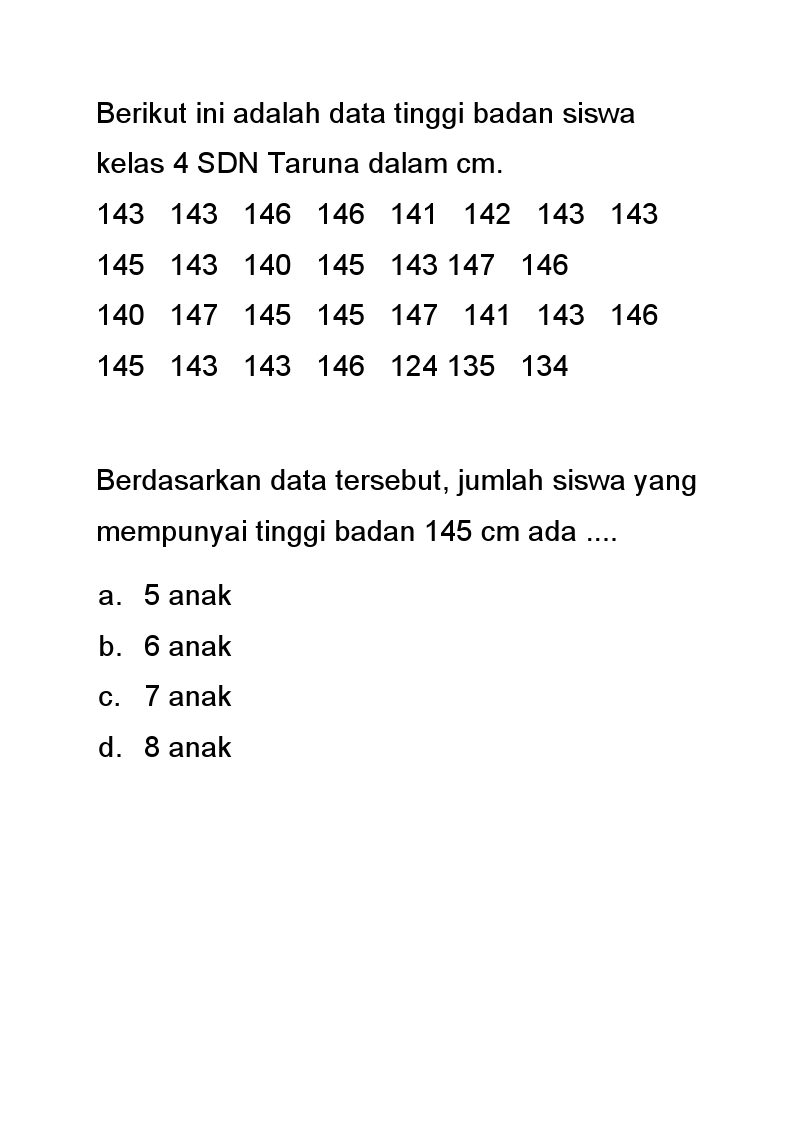 Berikut ini adalah data tinggi badan siswa
kelas 4 SDN Taruna dalam cm.
143 143 146 146 141 142 143 143
145 143 140 145 143 147 146
140 147 145 145 147 141 143 146
145 143 143 146 124 135 134
Berdasarkan data tersebut, jumlah siswa yang
mempunyai tinggi badan 145 cm ada ....
a. 5 anak
b. 6 anak
c. 7 anak
d. 8 anak